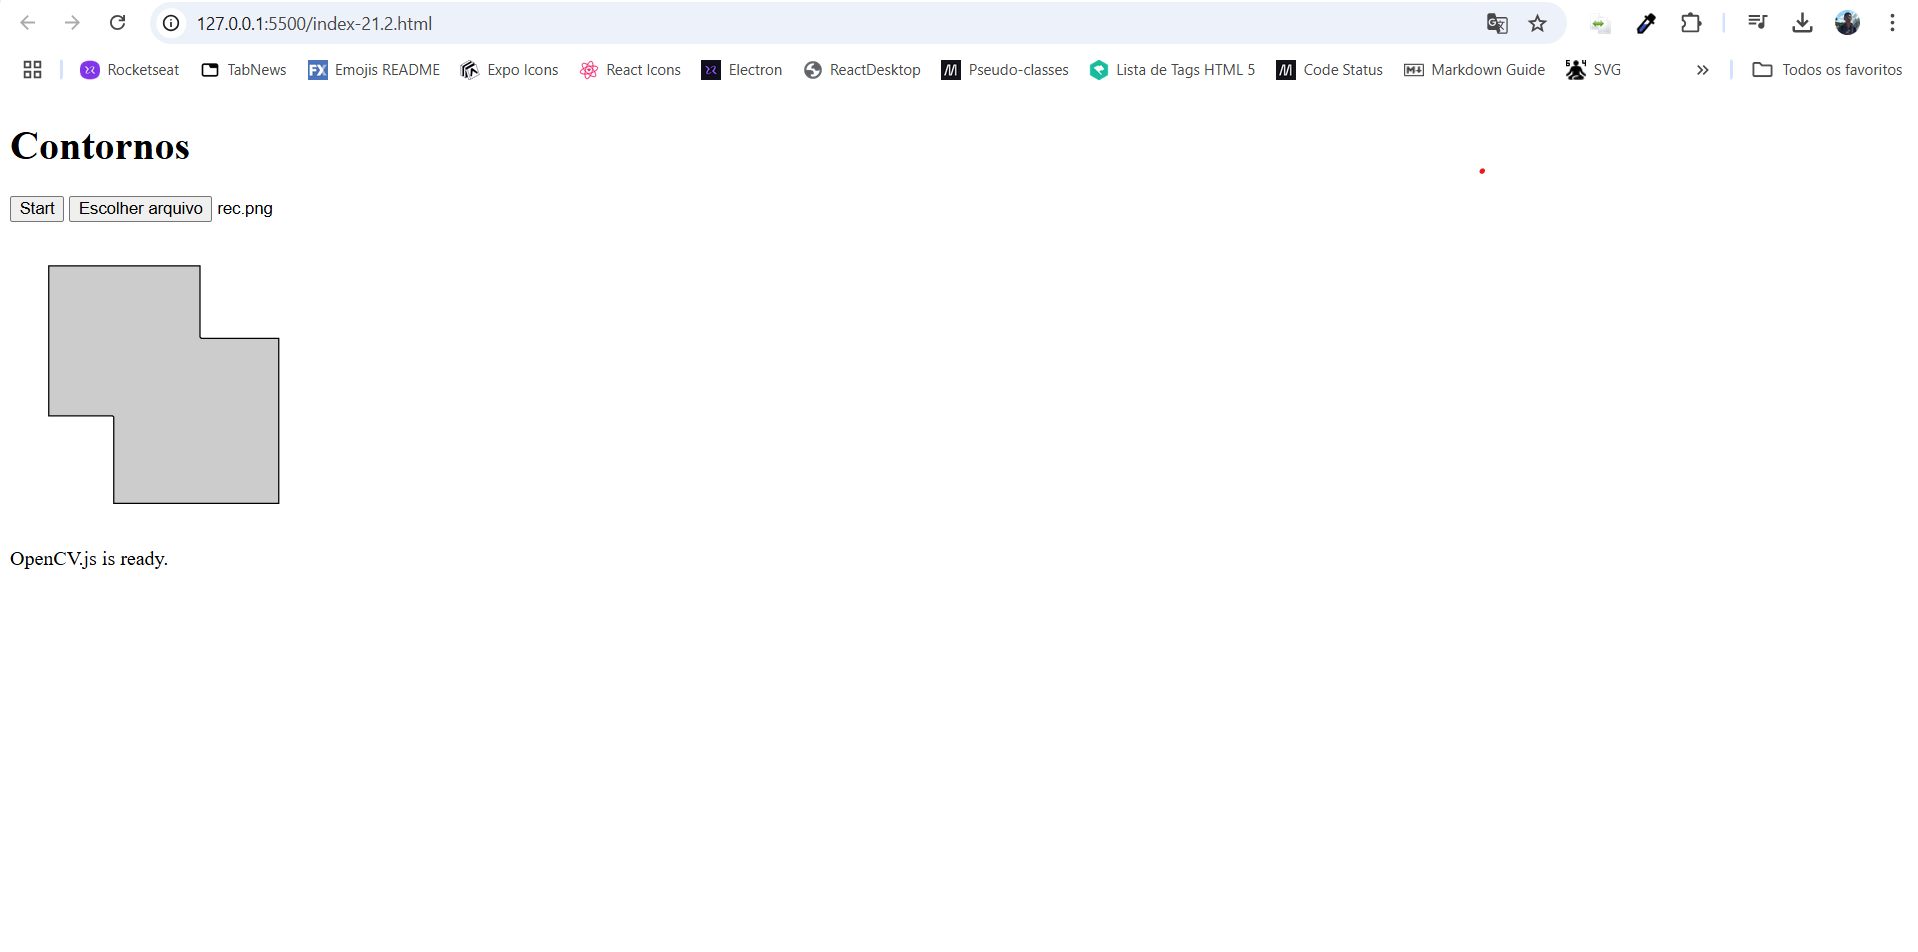 127.0.0.1:5500/index-21.2.html
Rocketseat TabNews FX Emojis README Expo Icons React Icons Electron ReactDesktop Pseudo-classes Lista de Tags HTML 5 Code Status Markdown Guide SVG Todos os favoritos
Contornos
Start Escolher arquivo rec.png
OpenCV.js is ready.